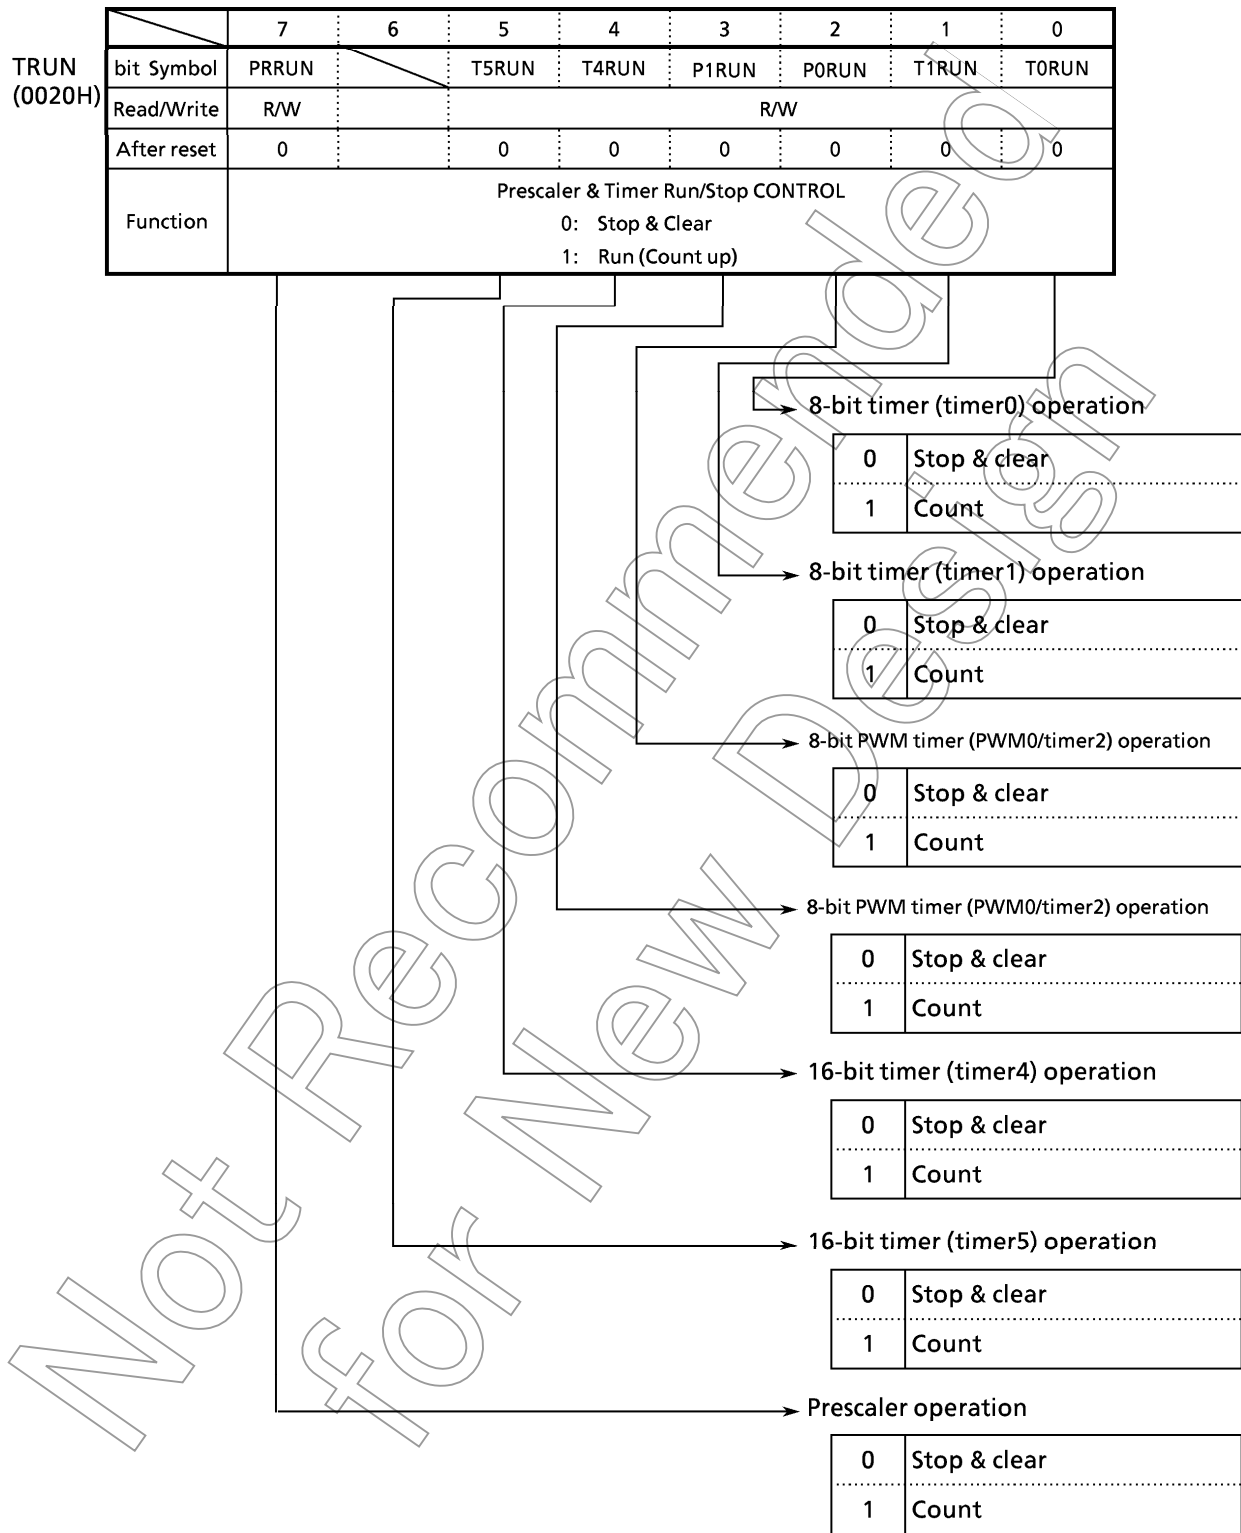 7 6 5 4 3 2 1 0
TRUN
(0020H)
bit Symbol PRRUN T5RUN T4RUN P1RUN P0RUN T1RUN T0RUN
Read/Write R/W R/W
After reset 0 0 0 0 0 0 0
Function
Prescaler & Timer Run/Stop CONTROL
0: Stop & Clear
1: Run (Count up)
8-bit timer (timer0) operation
0 Stop & clear
1 Count
8-bit timer (timer1) operation
0 Stop & clear
1 Count
8-bit PWM timer (PWM0/timer2) operation
0 Stop & clear
1 Count
8-bit PWM timer (PWM0/timer2) operation
0 Stop & clear
1 Count
16-bit timer (timer4) operation
0 Stop & clear
1 Count
16-bit timer (timer5) operation
0 Stop & clear
1 Count
Prescaler operation
0 Stop & clear
1 Count
Not Recommended
for New Design